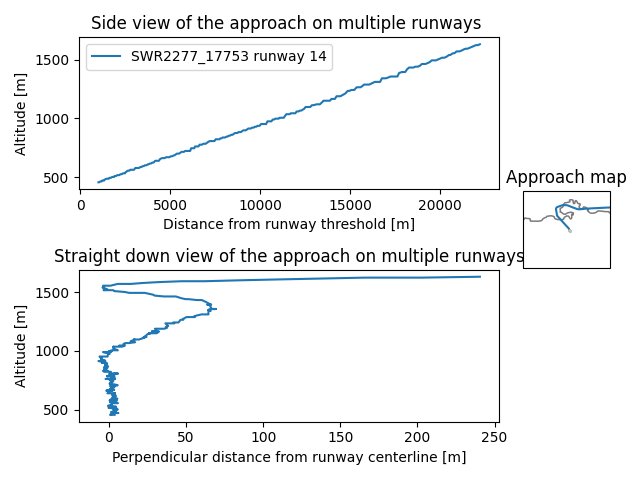 Side view of the approach on multiple runways
1500
1000
500
Altitude [m]
SWR2277_17753 runway 14
0
5000
10000
15000
20000
Distance from runway threshold [m]
Approach map
Straight down view of the approach on multiple runways
1500
1000
500
Altitude [m]
0
50
100
150
200
250
Perpendicular distance from runway centerline [m]